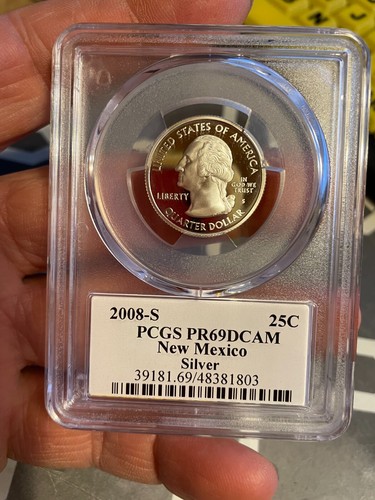 UNITED STATES OF AMERICA
LIBERTY
IN
GOD WE
TRUST
S
QUARTER DOLLAR
2008-S 25C
PCGS PR69DCAM
New Mexico
Silver
39181.69/48381803